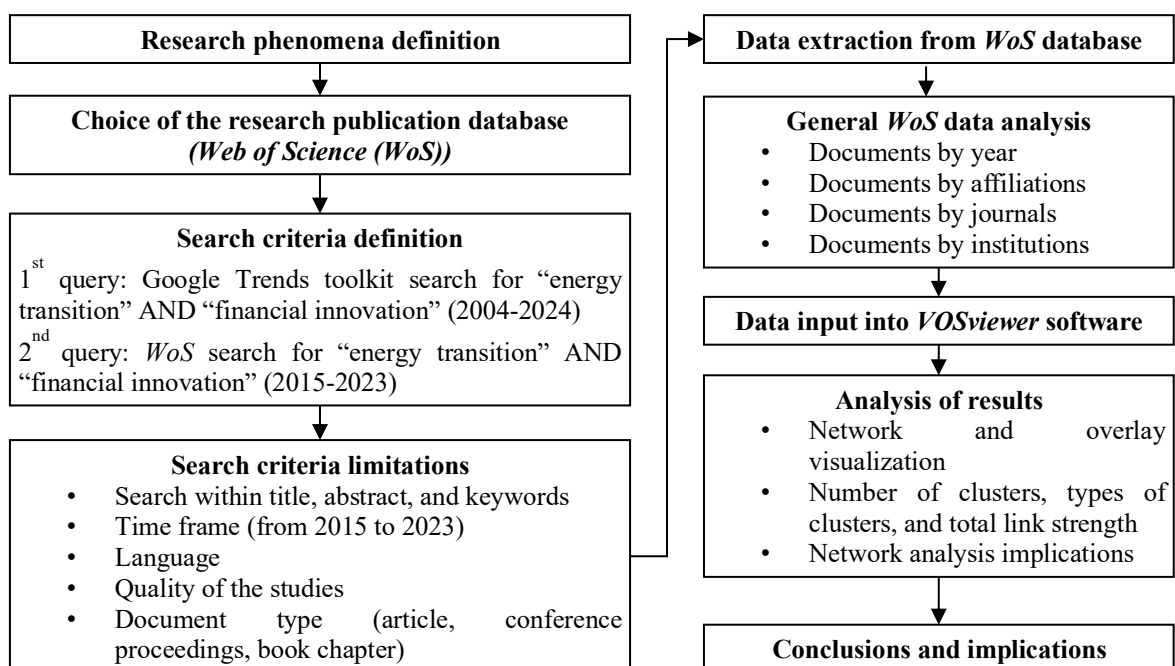 Research phenomena definition
Choice of the research publication database
(Web of Science (WoS))
Search criteria definition
1st query: Google Trends toolkit search for “energy
transition” AND “financial innovation” (2004-2024)
2nd query: WoS search for “energy transition” AND
“financial innovation” (2015-2023)
Search criteria limitations
• Search within title, abstract, and keywords
• Time frame (from 2015 to 2023)
• Language
• Quality of the studies
• Document type (article, conference
proceedings, book chapter)
Data extraction from WoS database
General WoS data analysis
• Documents by year
• Documents by affiliations
• Documents by journals
• Documents by institutions
Data input into VOSviewer software
Analysis of results
• Network and overlay
visualization
• Number of clusters, types of
clusters, and total link strength
• Network analysis implications
Conclusions and implications